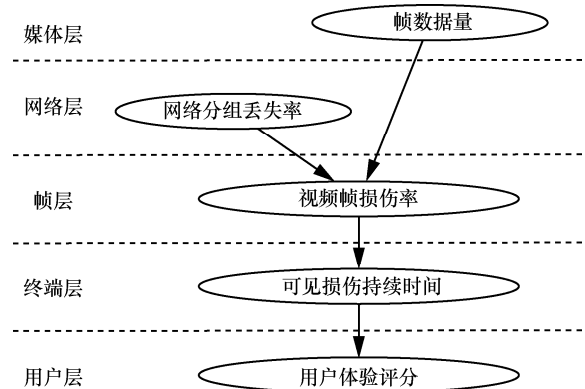 媒体层
帧数据量
网络层
网络分组丢失率
帧层
视频帧损伤率
终端层
可见损伤持续时间
用户层
用户体验评分